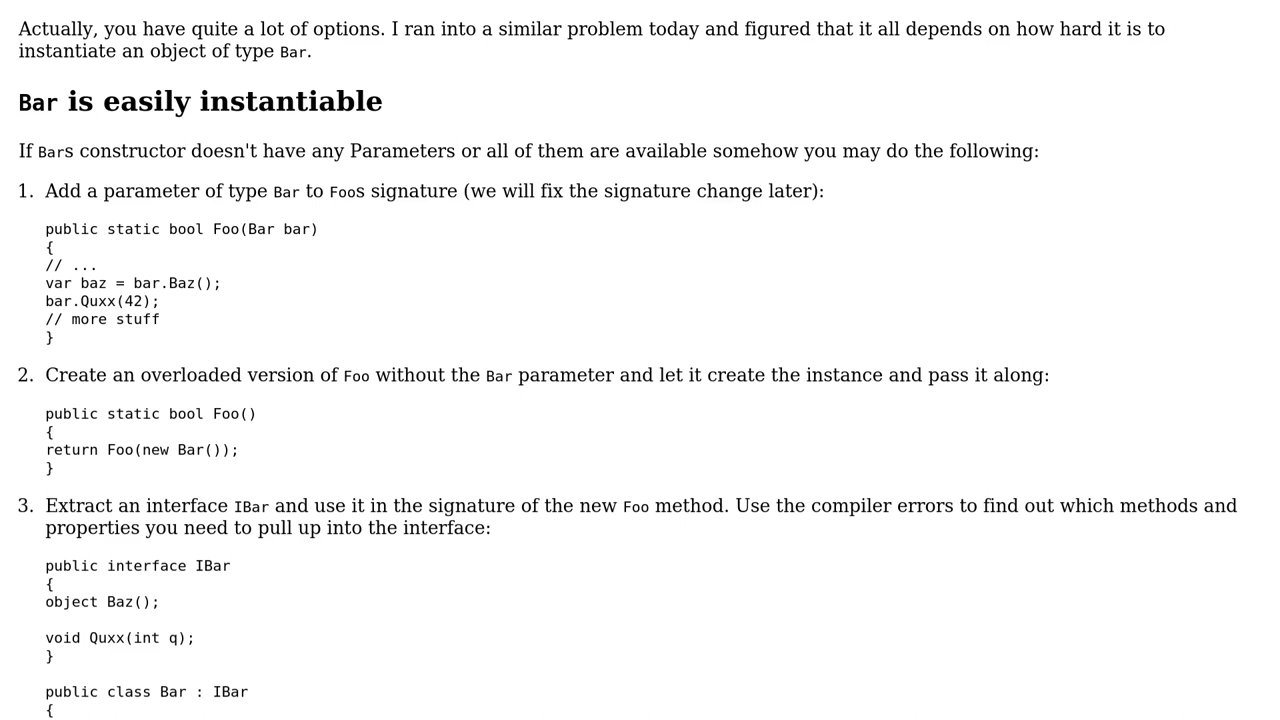 Actually, you have quite a lot of options. I ran into a similar problem today and figured that it all depends on how hard it is to
instantiate an object of type Bar.
Bar is easily instantiable
If Bars constructor doesn't have any Parameters or all of them are available somehow you may do the following:
1. Add a parameter of type Bar to Foos signature (we will fix the signature change later):
public static bool Foo(Bar bar)
{
// ...
var baz = bar.Baz();
bar.Quxx(42);
// more stuff
}
2. Create an overloaded version of Foo without the Bar parameter and let it create the instance and pass it along:
public static bool Foo()
{
return Foo(new Bar());
}
3. Extract an interface IBar and use it in the signature of the new Foo method. Use the compiler errors to find out which methods and
properties you need to pull up into the interface:
public interface IBar
{
object Baz();
void Quxx(int q);
}
public class Bar : IBar
{